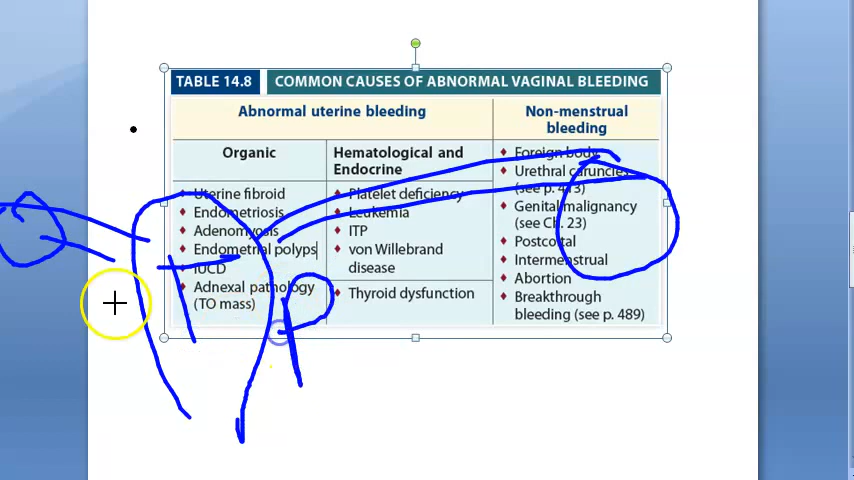 TABLE 14.8 COMMON CAUSES OF ABNORMAL VAGINAL BLEEDING
Abnormal uterine bleeding
Non-menstrual
bleeding
Organic
Hematological and
Endocrine
Uterine fibroid
Endometriosis
Adenomyosis
Endometrial polyps
IUCD
Adnexal pathology
(TO mass)
Platelet deficiency
Leukemia
ITP
von Willebrand
disease
Thyroid dysfunction
Foreign body
Urethral caruncles
(see p.
Genital malignancy
(see Ch. 23)
Postcoital
Intermenstrual
Abortion
Breakthrough
bleeding (see p. 489)